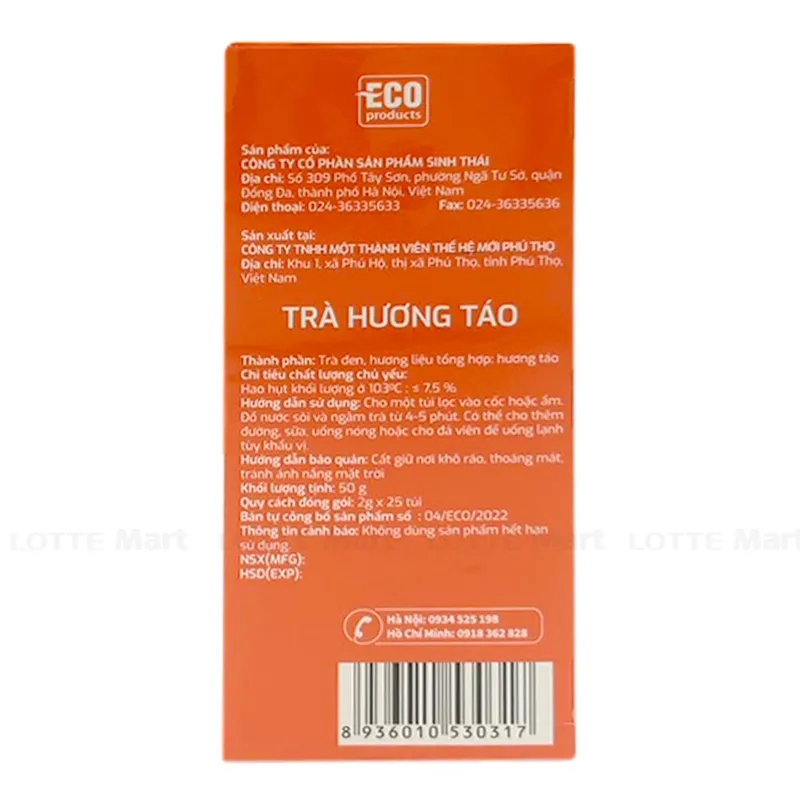 ECO
products
Sản phẩm của:
CÔNG TY CỔ PHẦN SẢN PHẨM SINH THÁI
Địa chỉ: Số 309 Phố Tây Sơn, phường Ngã Tư Sở, quận
Đống Đa, thành phố Hà Nội, Việt Nam
Điện thoại: 024-36335633 Fax: 024-36335636
Sản xuất tại:
CÔNG TY TNHH MỘT THÀNH VIÊN THẾ HỆ MỚI PHÚ THỌ
Địa chỉ: Khu 1, xã Phú Hộ, thị xã Phú Thọ, tỉnh Phú Thọ,
Việt Nam
TRÀ HƯƠNG TÁO
Thành phần: Trà đen, hương liệu tổng hợp: hương táo
Chỉ tiêu chất lượng chủ yếu:
Hao hụt khối lượng ở 103ºC : ≤ 7,5 %
Hướng dẫn sử dụng: Cho một túi lọc vào cốc hoặc ấm.
Đổ nước sôi và ngâm trà từ 4-5 phút. Có thể cho thêm
đường, sữa, uống nóng hoặc cho đá viên để uống lạnh
tùy khẩu vị.
Hướng dẫn bảo quản: Cất giữ nơi khô ráo, thoáng mát,
tránh ánh nắng mặt trời
Khối lượng tịnh: 50 g
Quy cách đóng gói: 2g x 25 túi
Bản tự công bố sản phẩm số : 04/ECO/2022
Thông tin cảnh báo: Không dùng sản phẩm hết hạn
sử dụng.
NSX(MFG):
HSD(EXP):
LOTTE Mart LOTTE Mart LOTTE Mart LOTTE Mart
Hà Nội: 0934 525 198
Hồ Chí Minh: 0918 362 828
8 936010 530317